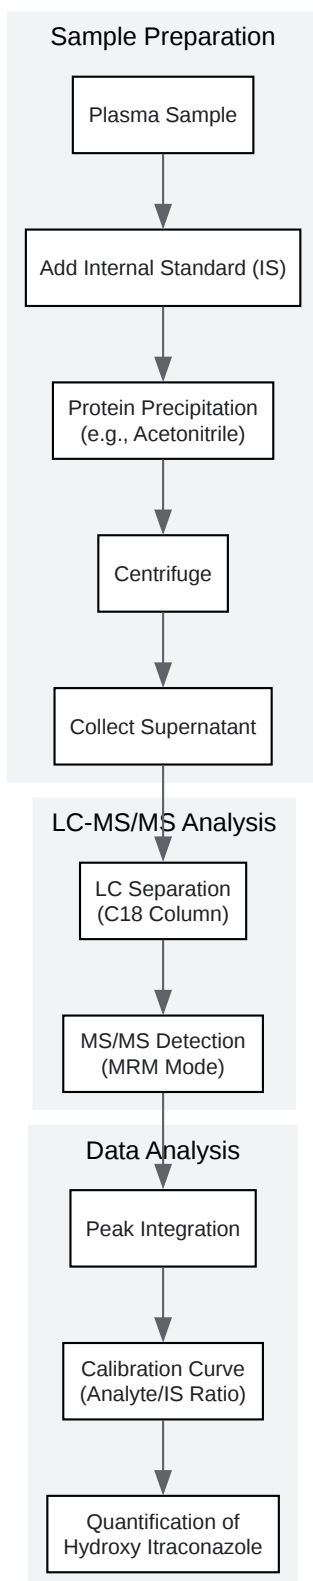 Sample Preparation
Plasma Sample
Add Internal Standard (IS)
Protein Precipitation
(e.g., Acetonitrile)
Centrifuge
Collect Supernatant
LC-MS/MS Analysis
LC Separation
(C18 Column)
MS/MS Detection
(MRM Mode)
Data Analysis
Peak Integration
Calibration Curve
(Analyte/IS Ratio)
Quantification of
Hydroxy Itraconazole